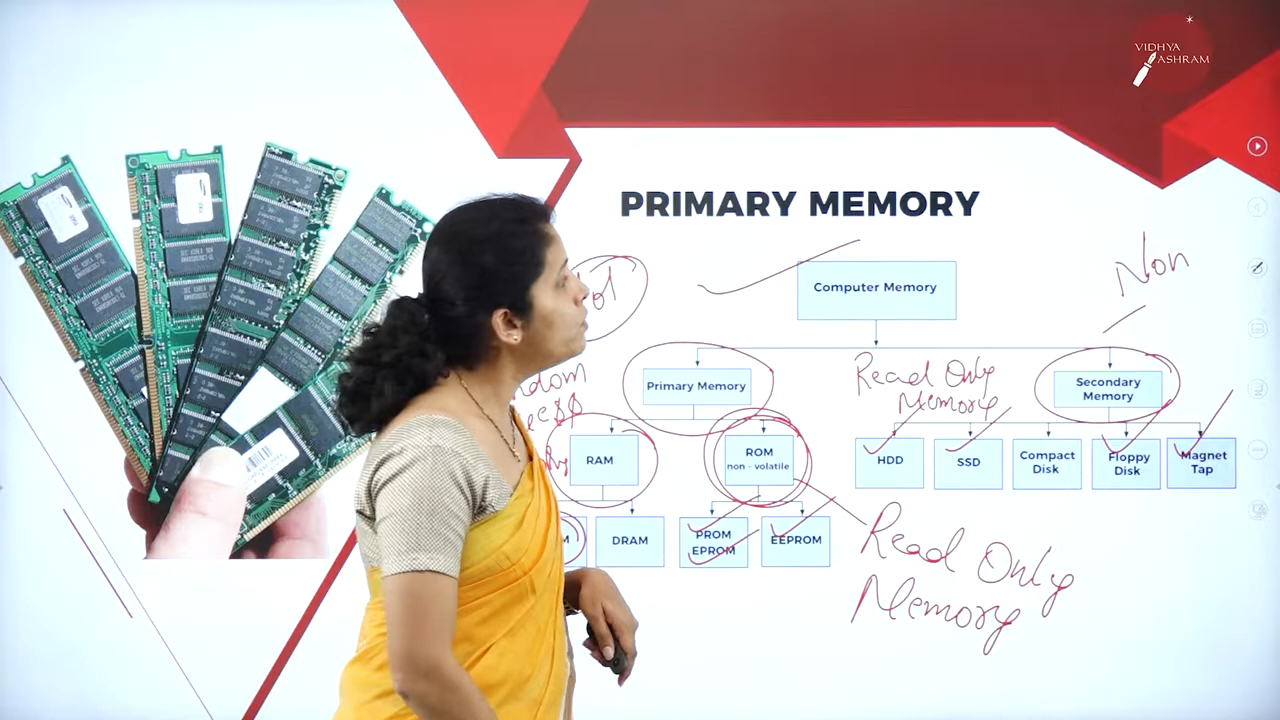 VIDHYA
ASHRAM
PRIMARY MEMORY
Non
Computer Memory
Primary Memory
Read Only
Memory
Secondary
Memory
RAM
ROM
non - volatile
HDD
SSD
Compact
Disk
Floppy
Disk
Magnet
Tap
DRAM
PROM
EPROM
EEPROM
Read Only
Memory